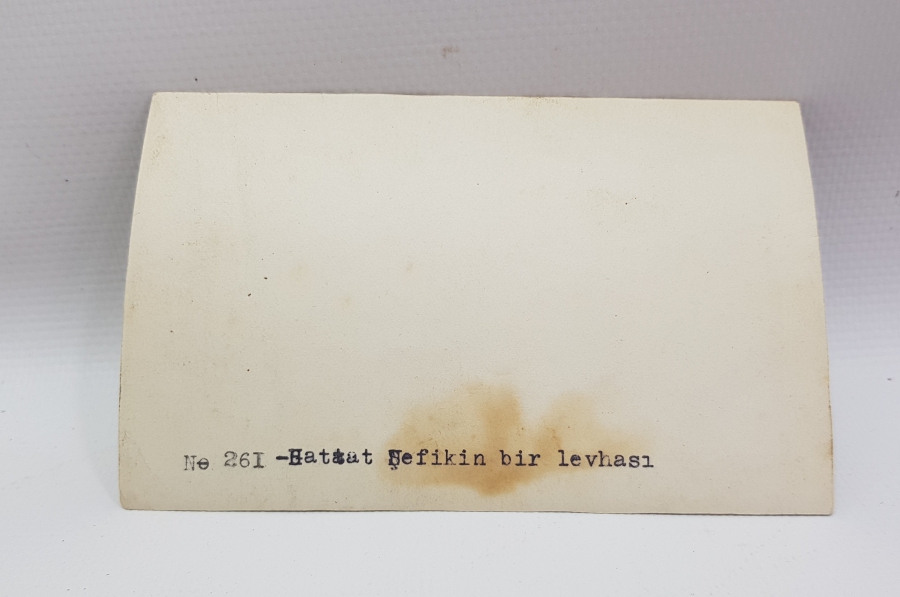 No 26I -Hattat Şefikin bir levhası